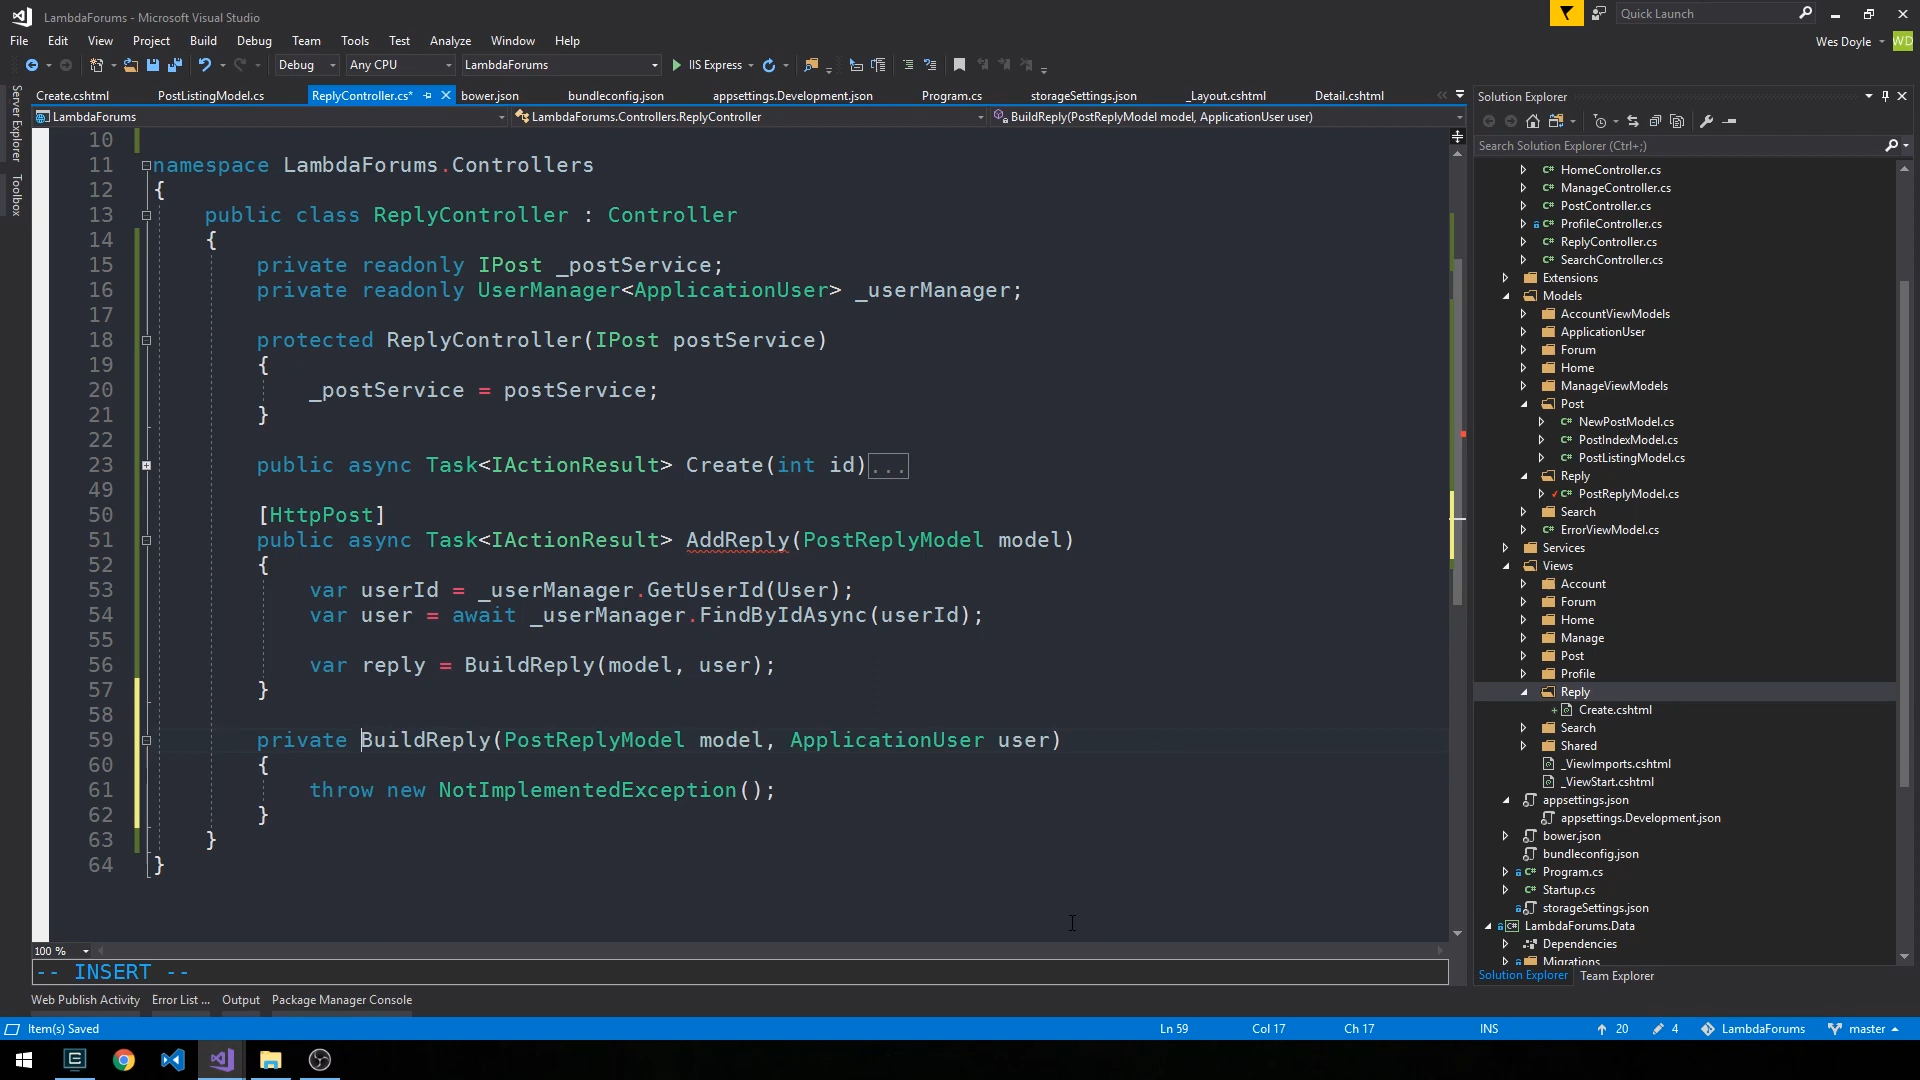 LambdaForums - Microsoft Visual Studio
Quick Launch
File Edit View Project Build Debug Team Tools Test Analyze Window Help
Wes Doyle WD
Debug Any CPU LambdaForums IIS Express
Create.cshtml PostListingModel.cs ReplyController.cs* bower.json bundleconfig.json appsettings.Development.json Program.cs storageSettings.json _Layout.cshtml Detail.cshtml
LambdaForums LambdaForums.Controllers.ReplyController BuildReply(PostReplyModel model, ApplicationUser user)
Server Explorer
Toolbox
10
11 namespace LambdaForums.Controllers
12 {
13 public class ReplyController : Controller
14 {
15 private readonly IPost _postService;
16 private readonly UserManager<ApplicationUser> _userManager;
17
18 protected ReplyController(IPost postService)
19 {
20 _postService = postService;
21 }
22
23 public async Task<IActionResult> Create(int id)...
49
50 [HttpPost]
51 public async Task<IActionResult> AddReply(PostReplyModel model)
52 {
53 var userId = _userManager.GetUserId(User);
54 var user = await _userManager.FindByIdAsync(userId);
55
56 var reply = BuildReply(model, user);
57 }
58
59 private BuildReply(PostReplyModel model, ApplicationUser user)
60 {
61 throw new NotImplementedException();
62 }
63 }
64 }
100 %
-- INSERT --
Solution Explorer
Search Solution Explorer (Ctrl+;)
HomeController.cs
ManageController.cs
PostController.cs
ProfileController.cs
ReplyController.cs
SearchController.cs
Extensions
Models
AccountViewModels
ApplicationUser
Forum
Home
ManageViewModels
Post
NewPostModel.cs
PostIndexModel.cs
PostListingModel.cs
Reply
PostReplyModel.cs
Search
ErrorViewModel.cs
Services
Views
Account
Forum
Home
Manage
Post
Profile
Reply
Create.cshtml
Search
Shared
_ViewImports.cshtml
_ViewStart.cshtml
appsettings.json
appsettings.Development.json
bower.json
bundleconfig.json
Program.cs
Startup.cs
storageSettings.json
LambdaForums.Data
Dependencies
Migrations
Solution Explorer Team Explorer
Web Publish Activity Error List ... Output Package Manager Console
Item(s) Saved Ln 59 Col 17 Ch 17 INS 20 4 LambdaForums master